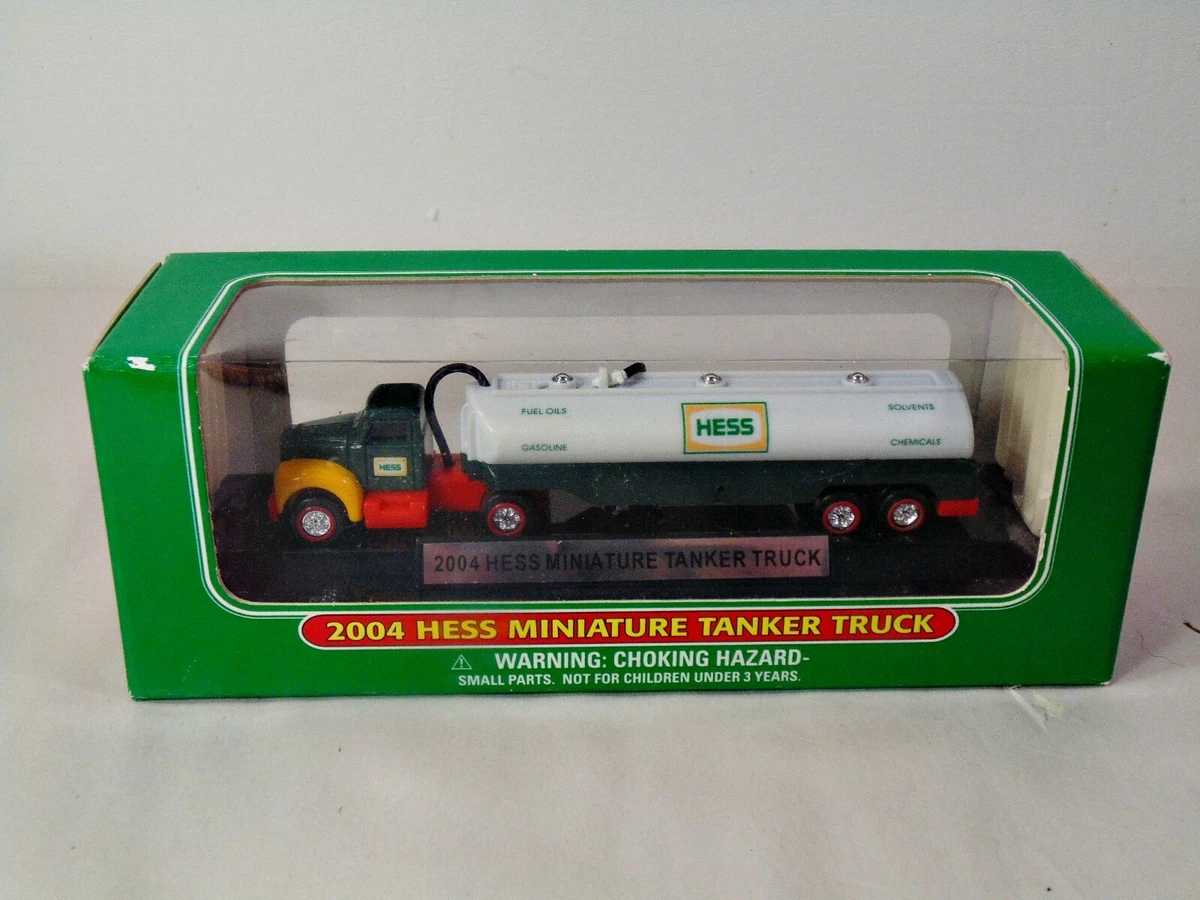 FUEL OILS
HESS
SOLVENTS
GASOLINE
CHEMICALS
HESS
2004 HESS MINIATURE TANKER TRUCK
2004 HESS MINIATURE TANKER TRUCK
WARNING: CHOKING HAZARD-
SMALL PARTS. NOT FOR CHILDREN UNDER 3 YEARS.